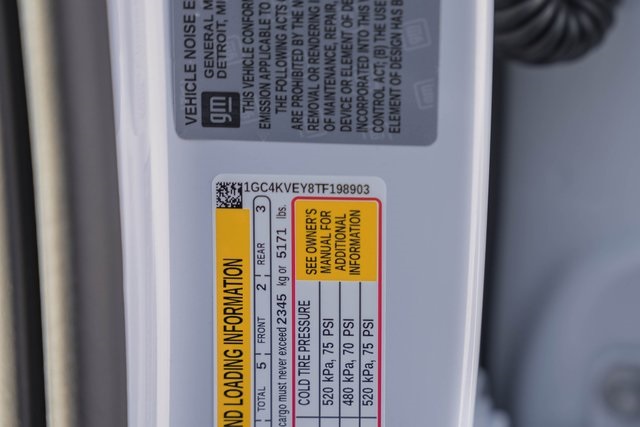 VEHICLE NOISE E
gm
GENERAL M
DETROIT, MI
THIS VEHICLE CONFORM
EMISSION APPLICABLE TO
THE FOLLOWING ACTS
ARE PROHIBITED BY THE N
REMOVAL OR RENDERING I
OF MAINTENANCE, REPAIR,
DEVICE OR ELEMENT OF DE
INCORPORATED INTO THIS
CONTROL ACT; (B) THE USE
ELEMENT OF DESIGN HAS B
1GC4KVEY8TF198903
ND LOADING INFORMATION
TOTAL 5 FRONT 2 REAR 3
cargo must never exceed 2345 kg or 5171 lbs.
COLD TIRE PRESSURE
520 kPa, 75 PSI
480 kPa, 70 PSI
520 kPa, 75 PSI
SEE OWNER'S
MANUAL FOR
ADDITIONAL
INFORMATION